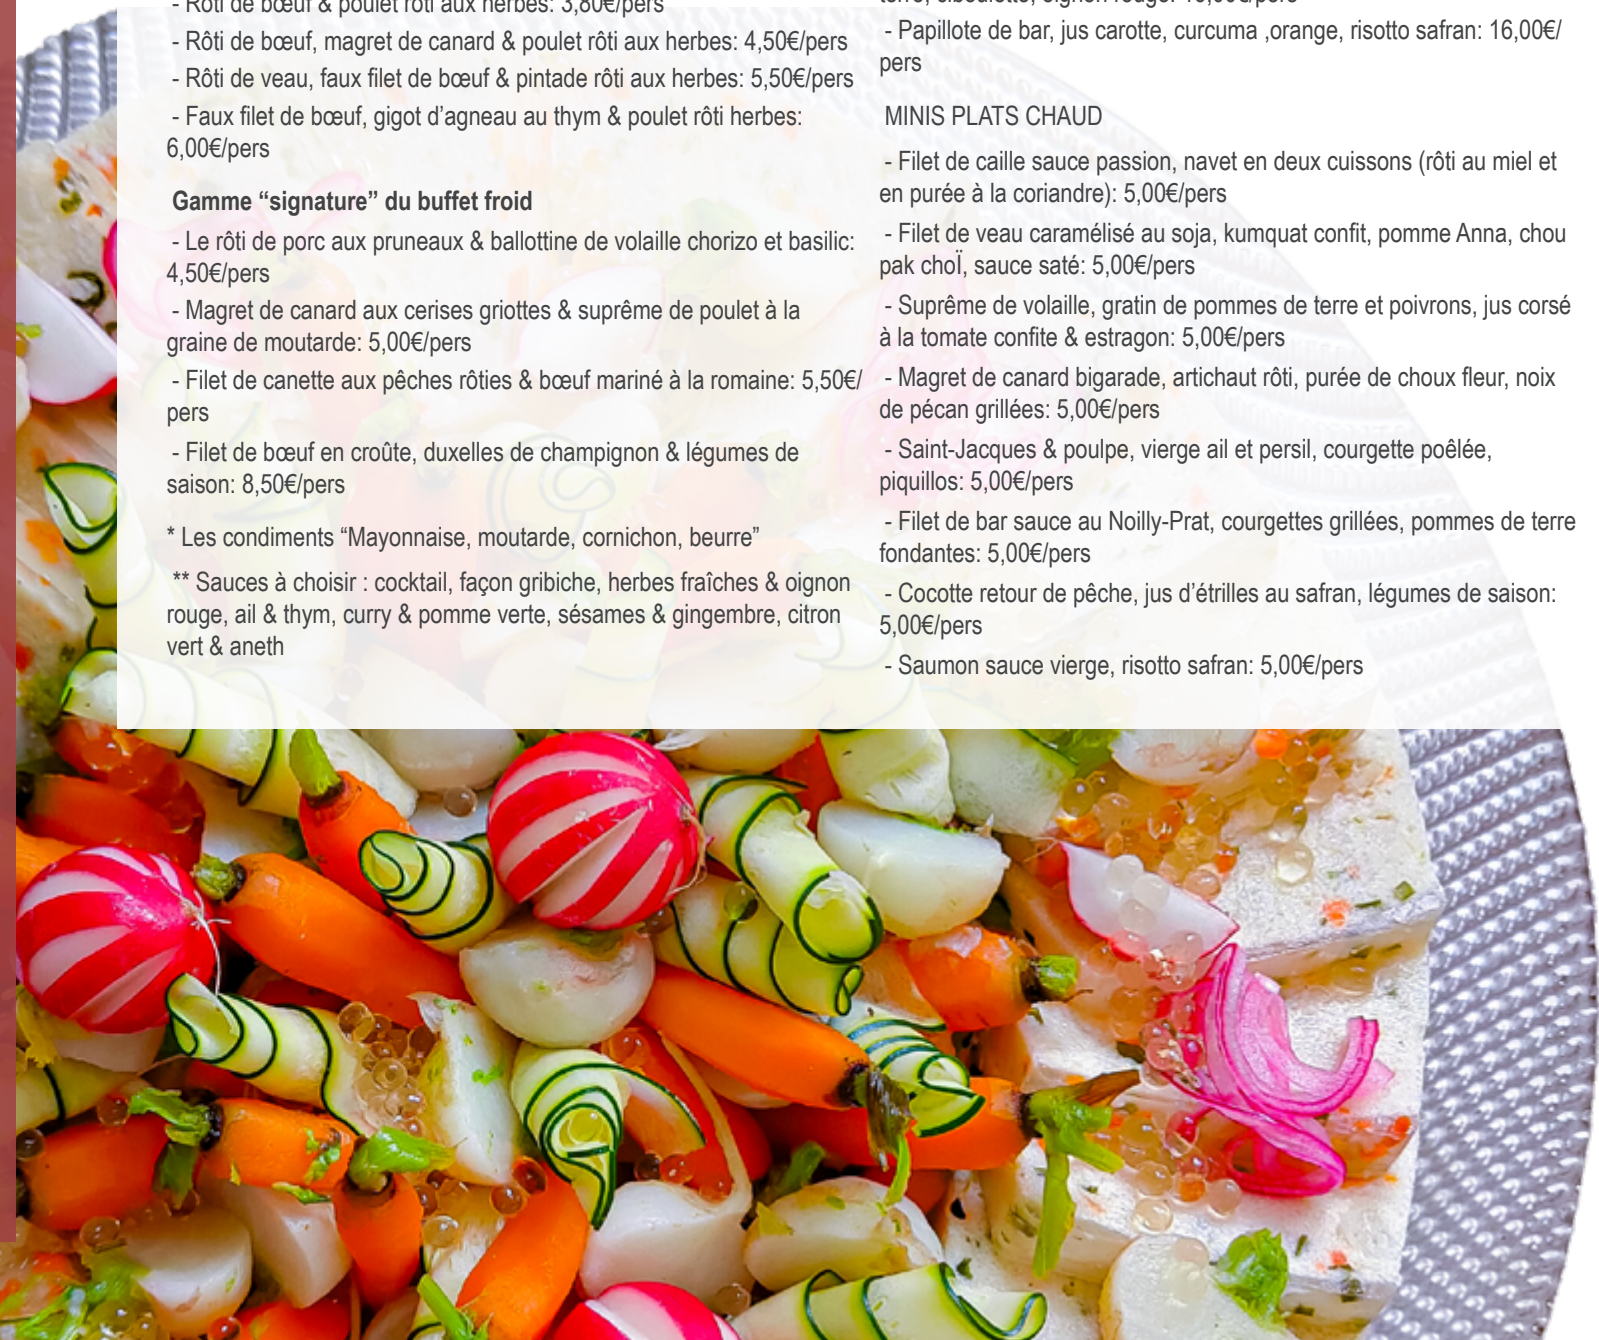 - Rôti de bœuf & poulet rôti aux herbes: 3,80€/pers
- Rôti de bœuf, magret de canard & poulet rôti aux herbes: 4,50€/pers
- Rôti de veau, faux filet de bœuf & pintade rôti aux herbes: 5,50€/pers
- Faux filet de bœuf, gigot d’agneau au thym & poulet rôti herbes:
6,00€/pers
Gamme “signature” du buffet froid
- Le rôti de porc aux pruneaux & ballottine de volaille chorizo et basilic:
4,50€/pers
- Magret de canard aux cerises griottes & suprême de poulet à la
graine de moutarde: 5,00€/pers
- Filet de canette aux pêches rôties & bœuf mariné à la romaine: 5,50€/
pers
- Filet de bœuf en croûte, duxelles de champignon & légumes de
saison: 8,50€/pers
* Les condiments “Mayonnaise, moutarde, cornichon, beurre”
** Sauces à choisir : cocktail, façon gribiche, herbes fraîches & oignon
rouge, ail & thym, curry & pomme verte, sésames & gingembre, citron
vert & aneth
terre, ciboulette, oignon rouge:
- Papillote de bar, jus carotte, curcuma ,orange, risotto safran: 16,00€/
pers
MINIS PLATS CHAUD
- Filet de caille sauce passion, navet en deux cuissons (rôti au miel et
en purée à la coriandre): 5,00€/pers
- Filet de veau caramélisé au soja, kumquat confit, pomme Anna, chou
pak choÏ, sauce saté: 5,00€/pers
- Suprême de volaille, gratin de pommes de terre et poivrons, jus corsé
à la tomate confite & estragon: 5,00€/pers
- Magret de canard bigarade, artichaut rôti, purée de choux fleur, noix
de pécan grillées: 5,00€/pers
- Saint-Jacques & poulpe, vierge ail et persil, courgette poêlée,
piquillos: 5,00€/pers
- Filet de bar sauce au Noilly-Prat, courgettes grillées, pommes de terre
fondantes: 5,00€/pers
- Cocotte retour de pêche, jus d’étrilles au safran, légumes de saison:
5,00€/pers
- Saumon sauce vierge, risotto safran: 5,00€/pers